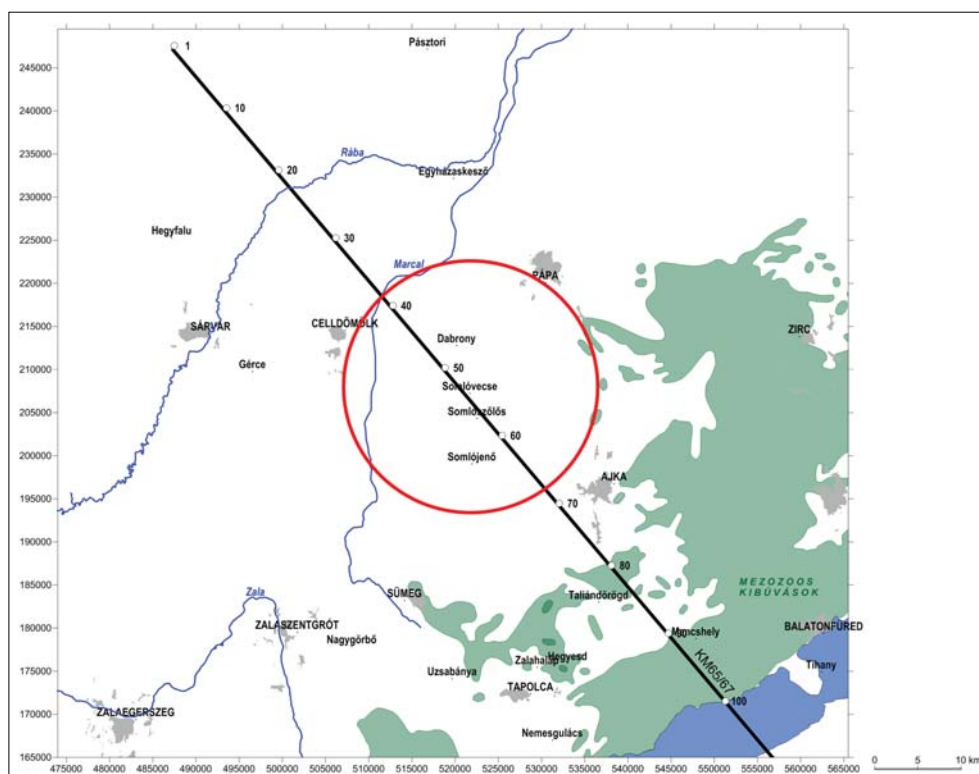 245000
240000
235000
230000
225000
220000
215000
210000
205000
200000
195000
190000
185000
180000
175000
170000
165000
475000
480000
485000
490000
495000
500000
505000
510000
515000
520000
525000
530000
535000
540000
545000
550000
555000
560000
565000
Pásztori
1
10
Rába
20
Egyházaskesző
Hegyfalu
30
Marcal
PÁPA
40
SÁRVÁR
CELLDÖMÖLK
ZIRC
Dabrony
Gérce
50
Somlóvecse
Somlószőlős
60
Somlójenő
AJKA
70
80
MEZOZOOS
KIBÚVÁSOK
Zala
SÜMEG
Taliándörögd
ZALASZENTGRÓT
Nagygörbő
Mencshely
BALATONFÜRED
Zalahaláp
Hegyesd
Tihany
Uzsabánya
TAPOLCA
KM65/67
100
ZALAEGERSZEG
Nemesgulács
0
5